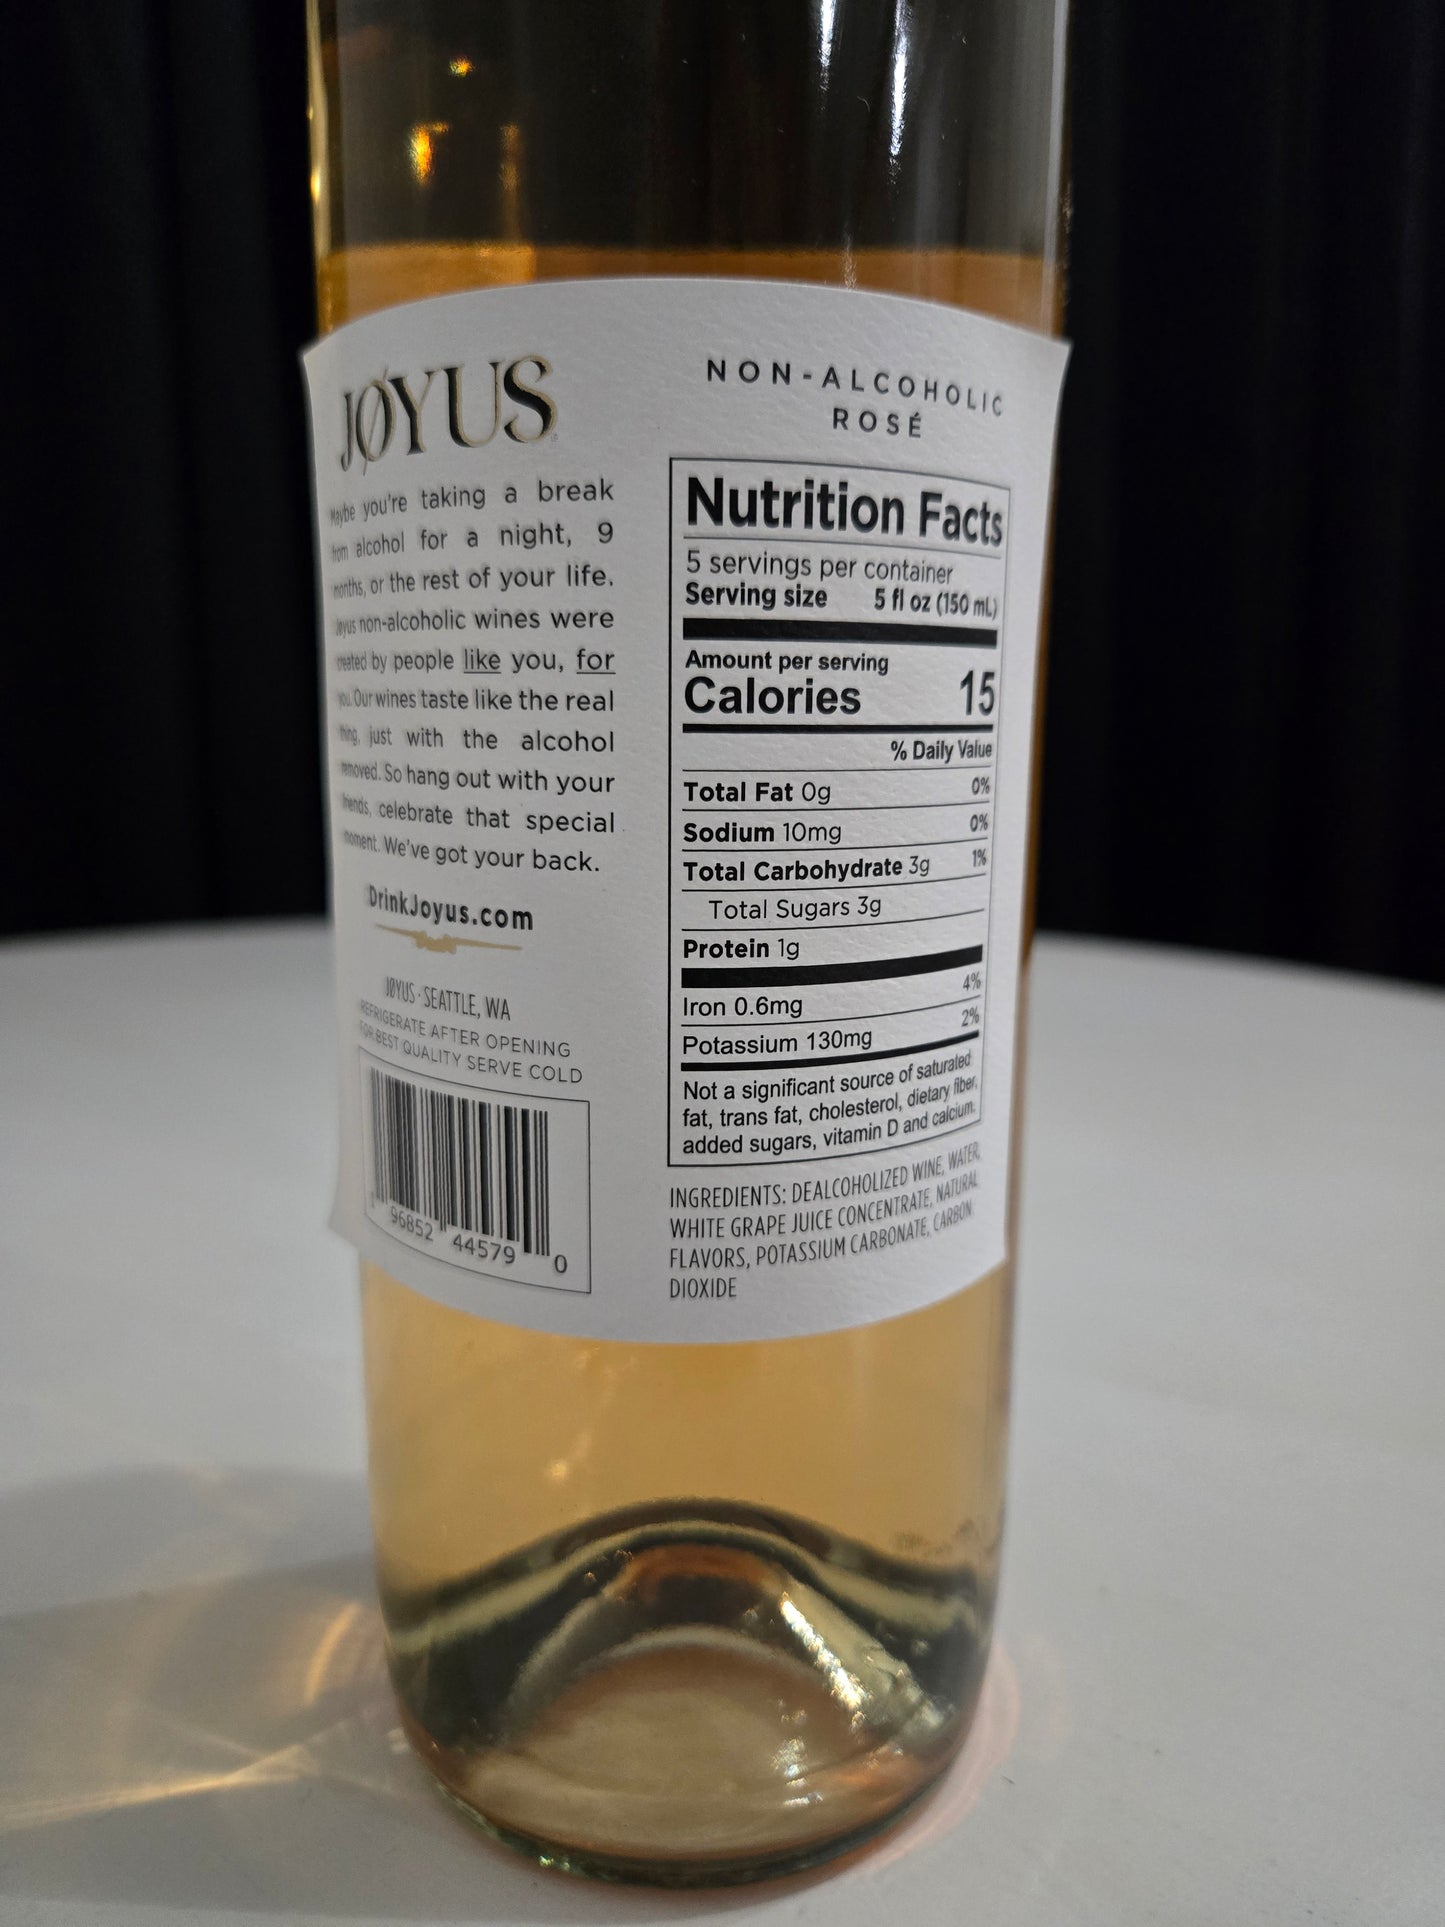 JØYUS
Maybe you're taking a break
from alcohol for a night, 9
months, or the rest of your life.
Joyus non-alcoholic wines were
created by people like you, for
you. Our wines taste like the real
thing, just with the alcohol
removed. So hang out with your
friends, celebrate that special
moment. We've got your back.
DrinkJoyus.com
JØYUS · SEATTLE, WA
REFRIGERATE AFTER OPENING
FOR BEST QUALITY SERVE COLD
1 96852 44579 0
NON-ALCOHOLIC
ROSÉ
Nutrition Facts
5 servings per container
Serving size 5 fl oz (150 mL)
Amount per serving
Calories 15
% Daily Value
Total Fat 0g 0%
Sodium 10mg 0%
Total Carbohydrate 3g 1%
Total Sugars 3g
Protein 1g
Iron 0.6mg 4%
Potassium 130mg 2%
Not a significant source of saturated
fat, trans fat, cholesterol, dietary fiber,
added sugars, vitamin D and calcium.
INGREDIENTS: DEALCOHOLIZED WINE, WATER,
WHITE GRAPE JUICE CONCENTRATE, NATURAL
FLAVORS, POTASSIUM CARBONATE, CARBON
DIOXIDE